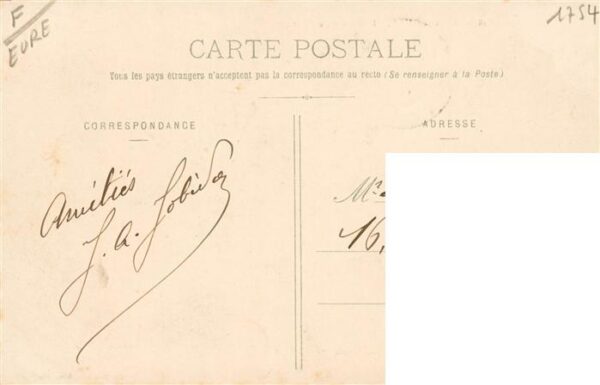 F
EURE
1754
CARTE POSTALE
Tous les pays étrangers n'acceptent pas la correspondance au recto (Se renseigner à la Poste)
CORRESPONDANCE
ADRESSE
Amitiés
J. A.
16,